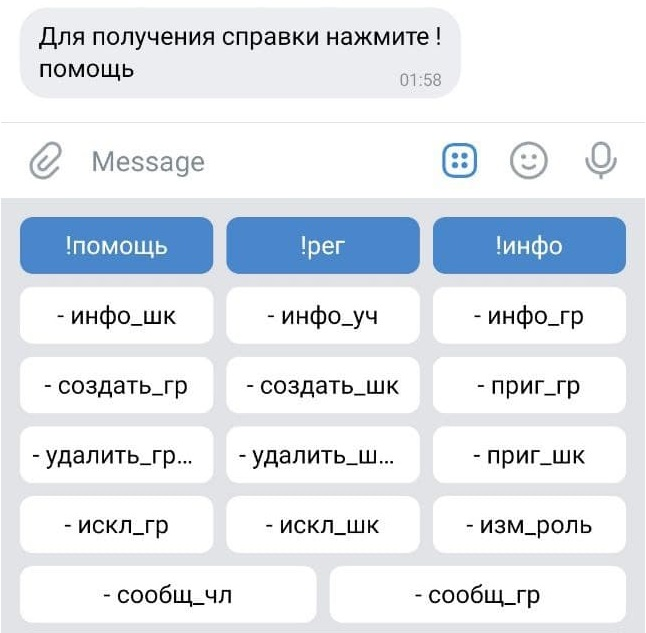 Для получения справки нажмите !
помощь
01:58
Message
!помощь
!рег
!инфо
- инфо_шк
- инфо_уч
- инфо_гр
- создать_гр
- создать_шк
- приг_гр
- удалить_гр...
- удалить_ш...
- приг_шк
- искл_гр
- искл_шк
- изм_роль
- сообщ_чл
- сообщ_гр